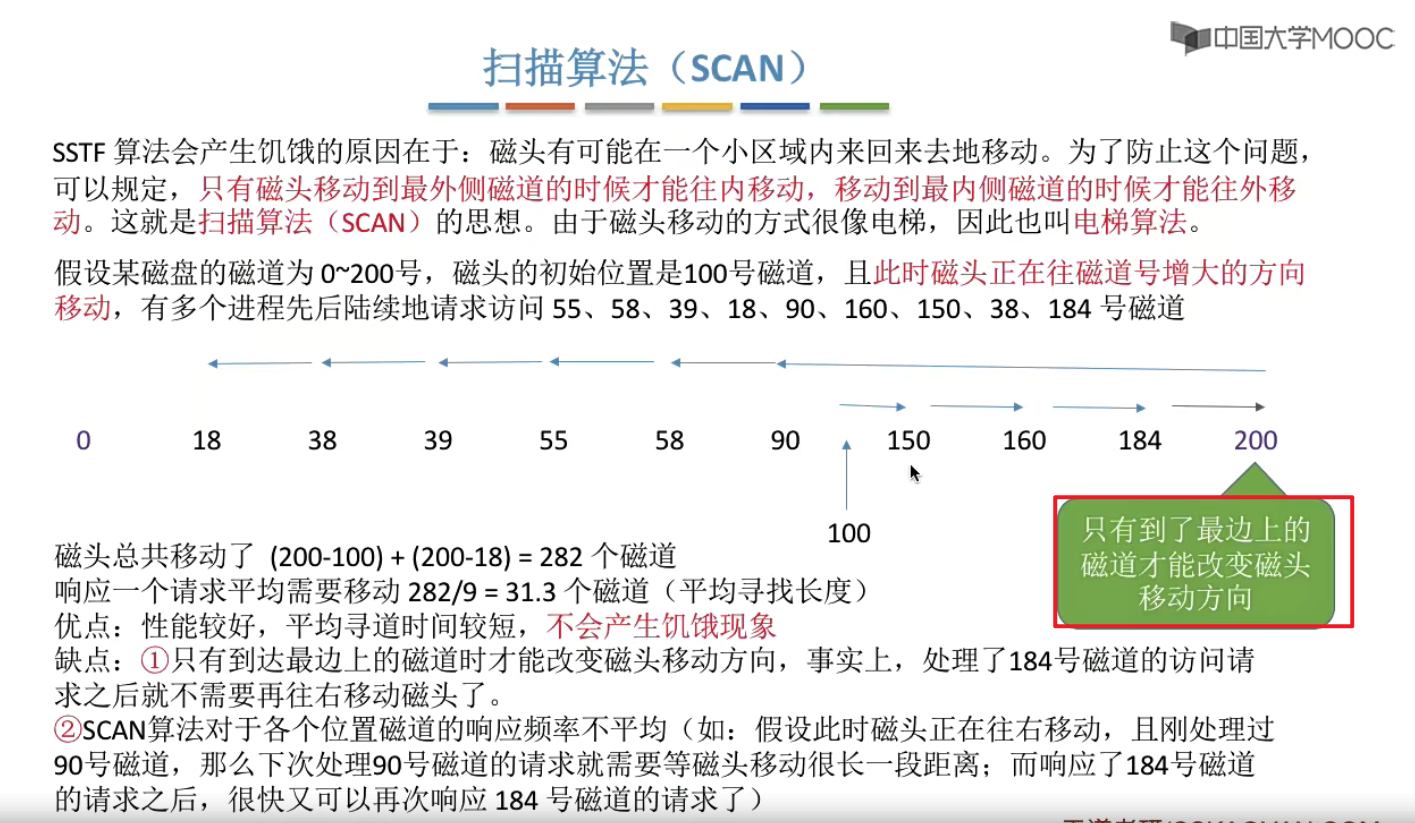 中国大学MOOC
扫描算法（SCAN）
SSTF 算法会产生饥饿的原因在于：磁头有可能在一个小区域内来回来去地移动。为了防止这个问题，
可以规定，只有磁头移动到最外侧磁道的时候才能往内移动，移动到最内侧磁道的时候才能往外移
动。这就是扫描算法（SCAN）的思想。由于磁头移动的方式很像电梯，因此也叫电梯算法。
假设某磁盘的磁道为 0~200号，磁头的初始位置是100号磁道，且此时磁头正在往磁道号增大的方向
移动，有多个进程先后陆续地请求访问 55、58、39、18、90、160、150、38、184 号磁道
0 18 38 39 55 58 90 150 160 184 200
100
只有到了最边上的
磁道才能改变磁头
移动方向
磁头总共移动了 (200-100) + (200-18) = 282 个磁道
响应一个请求平均需要移动 282/9 = 31.3 个磁道（平均寻找长度）
优点：性能较好，平均寻道时间较短，不会产生饥饿现象
缺点：①只有到达最边上的磁道时才能改变磁头移动方向，事实上，处理了184号磁道的访问请
求之后就不需要再往右移动磁头了。
②SCAN算法对于各个位置磁道的响应频率不平均（如：假设此时磁头正在往右移动，且刚处理过
90号磁道，那么下次处理90号磁道的请求就需要等磁头移动很长一段距离；而响应了184号磁道
的请求之后，很快又可以再次响应 184 号磁道的请求了）